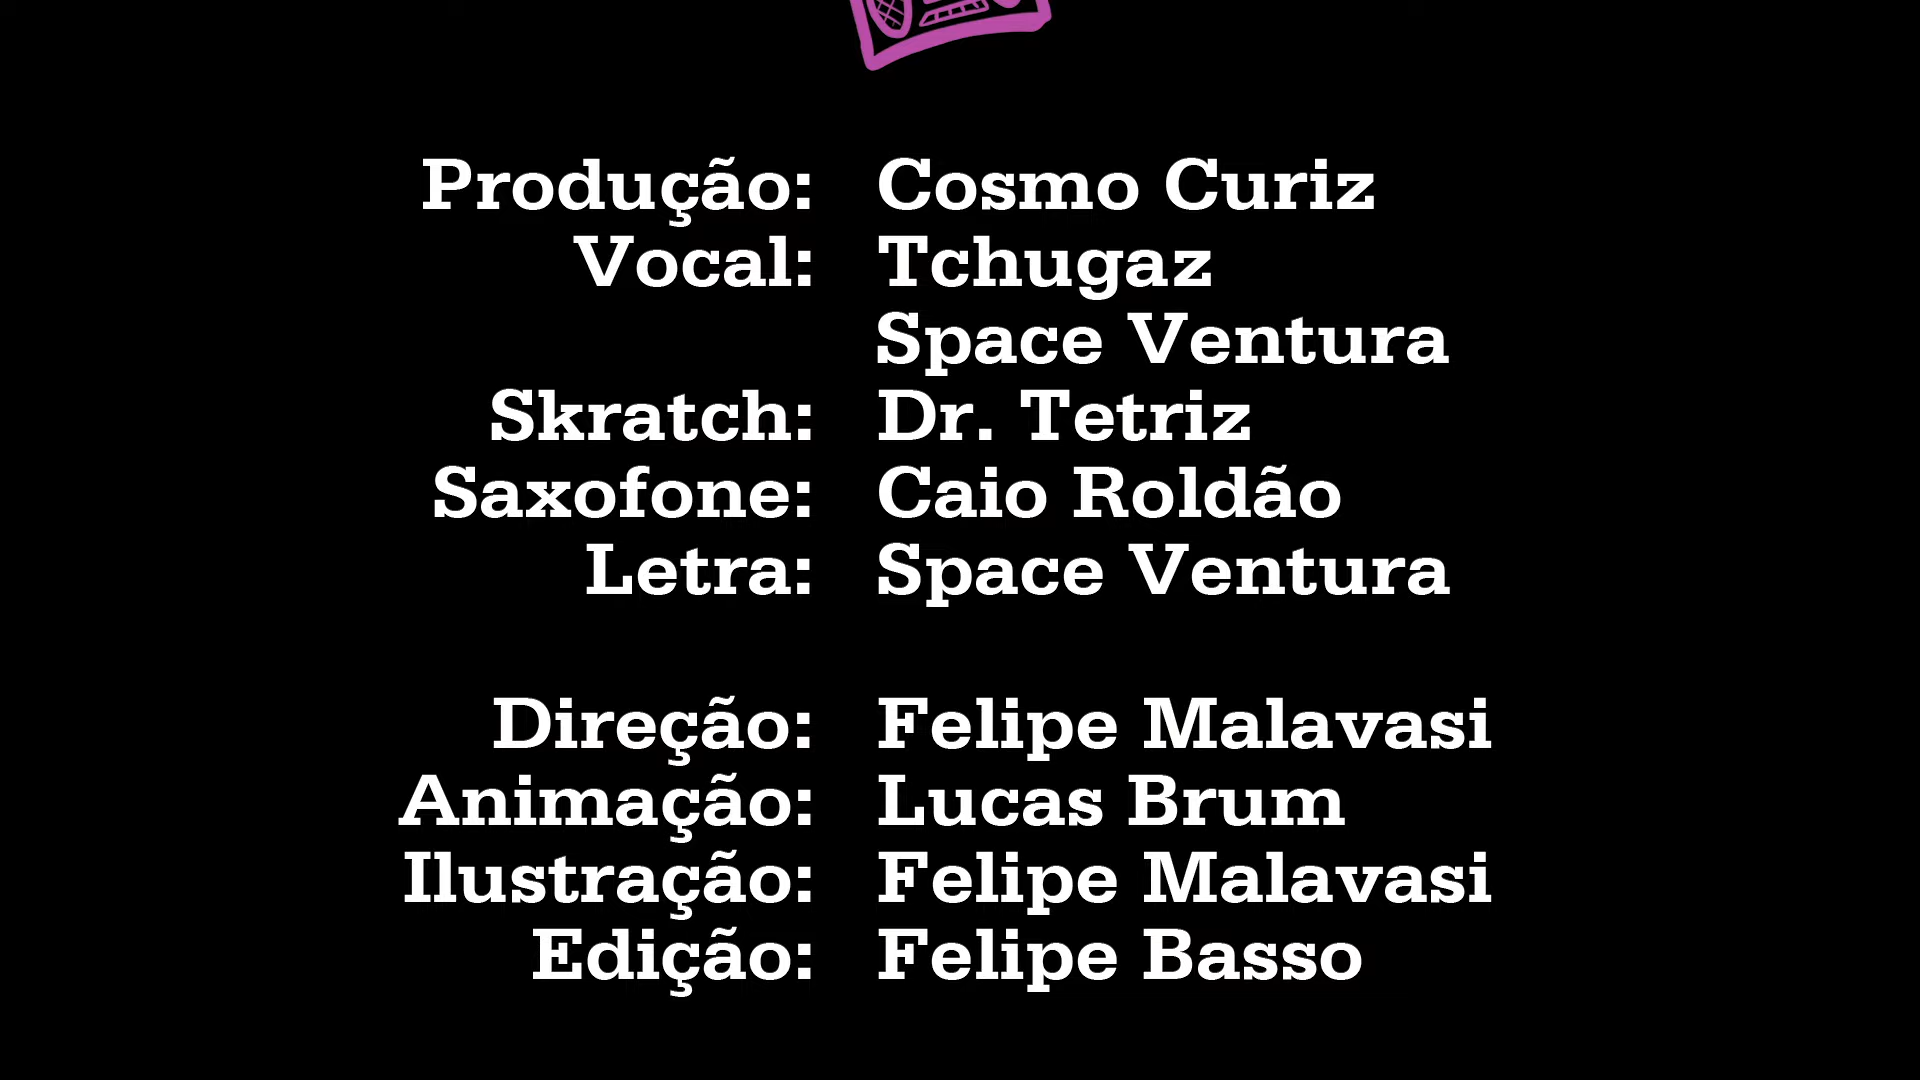 Produção: Cosmo Curiz
Vocal: Tchugaz
Space Ventura
Skratch: Dr. Tetriz
Saxofone: Caio Roldão
Letra: Space Ventura
Direção: Felipe Malavasi
Animação: Lucas Brum
Ilustração: Felipe Malavasi
Edição: Felipe Basso